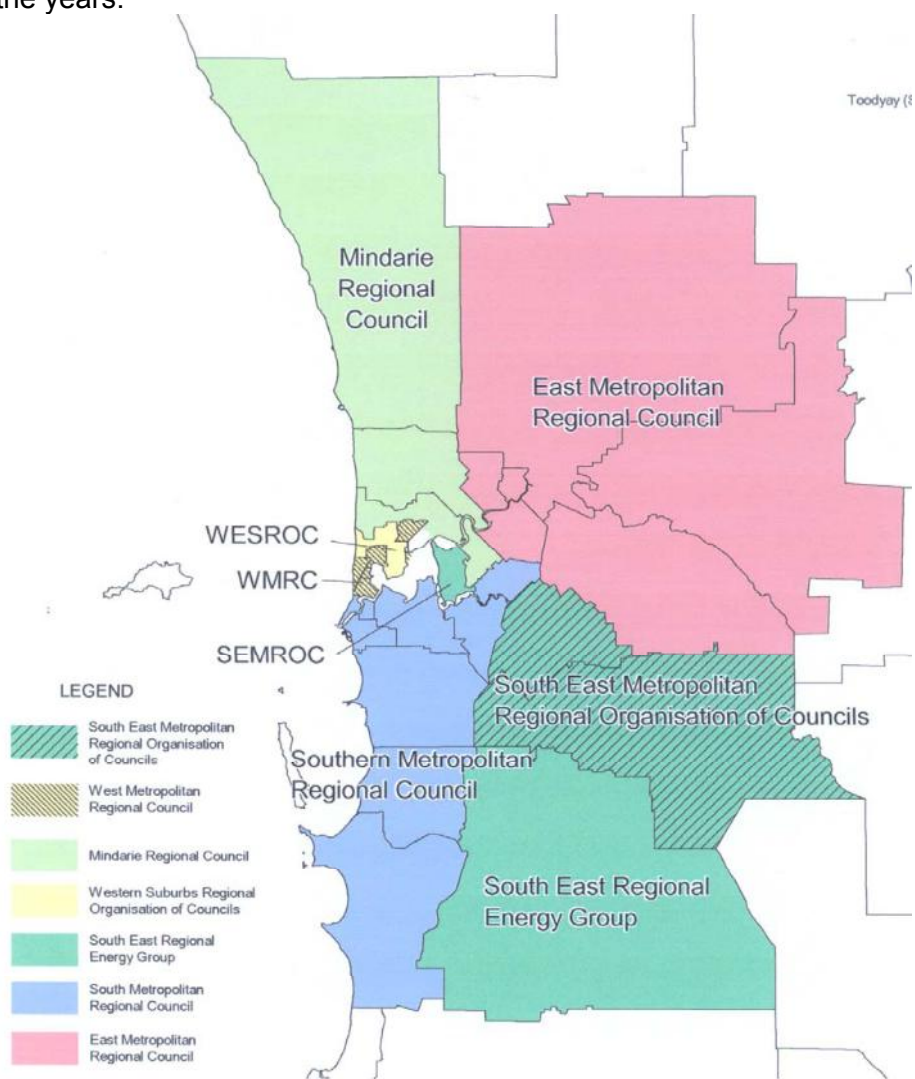 the years.
Toodyay (S
Mindarie
Regional
Council
East Metropolitan
Regional Council
WESROC
WMRC
SEMROC
South East Metropolitan
Regional Organisation of Councils
Southern Metropolitan
Regional Council
South East Regional
Energy Group
LEGEND
South East Metropolitan
Regional Organisation
of Councils
West Metropolitan
Regional Council
Mindarie Regional Council
Western Suburbs Regional
Organisation of Councils
South East Regional
Energy Group
South Metropolitan
Regional Council
East Metropolitan
Regional Council